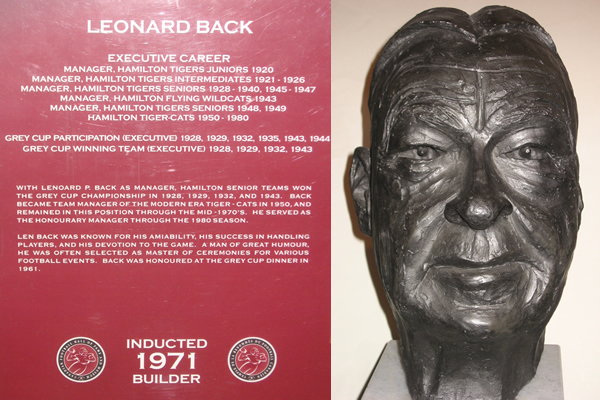 LEONARD BACK
EXECUTIVE CAREER
MANAGER, HAMILTON TIGERS JUNIORS 1920
MANAGER, HAMILTON TIGERS INTERMEDIATES 1921 - 1926
MANAGER, HAMILTON TIGERS SENIORS 1928 - 1940, 1945 - 1947
MANAGER, HAMILTON FLYING WILDCATS 1943
MANAGER, HAMILTON TIGERS SENIORS 1948, 1949
HAMILTON TIGER-CATS 1950 - 1980
GREY CUP PARTICIPATION (EXECUTIVE) 1928, 1929, 1932, 1935, 1943, 1944
GREY CUP WINNING TEAM (EXECUTIVE) 1928, 1929, 1932, 1943
WITH LENOARD P. BACK AS MANAGER, HAMILTON SENIOR TEAMS WON
THE GREY CUP CHAMPIONSHIP IN 1928, 1929, 1932, AND 1943. BACK
BECAME TEAM MANAGER OF THE MODERN ERA TIGER - CATS IN 1950, AND
REMAINED IN THIS POSITION THROUGH THE MID -1970'S. HE SERVED AS
THE HONOURARY MANAGER THROUGH THE 1980 SEASON.
LEN BACK WAS KNOWN FOR HIS AMIABILITY, HIS SUCCESS IN HANDLING
PLAYERS, AND HIS DEVOTION TO THE GAME. A MAN OF GREAT HUMOUR,
HE WAS OFTEN SELECTED AS MASTER OF CEREMONIES FOR VARIOUS
FOOTBALL EVENTS. BACK WAS HONOURED AT THE GREY CUP DINNER IN
1961.
INDUCTED
1971
BUILDER